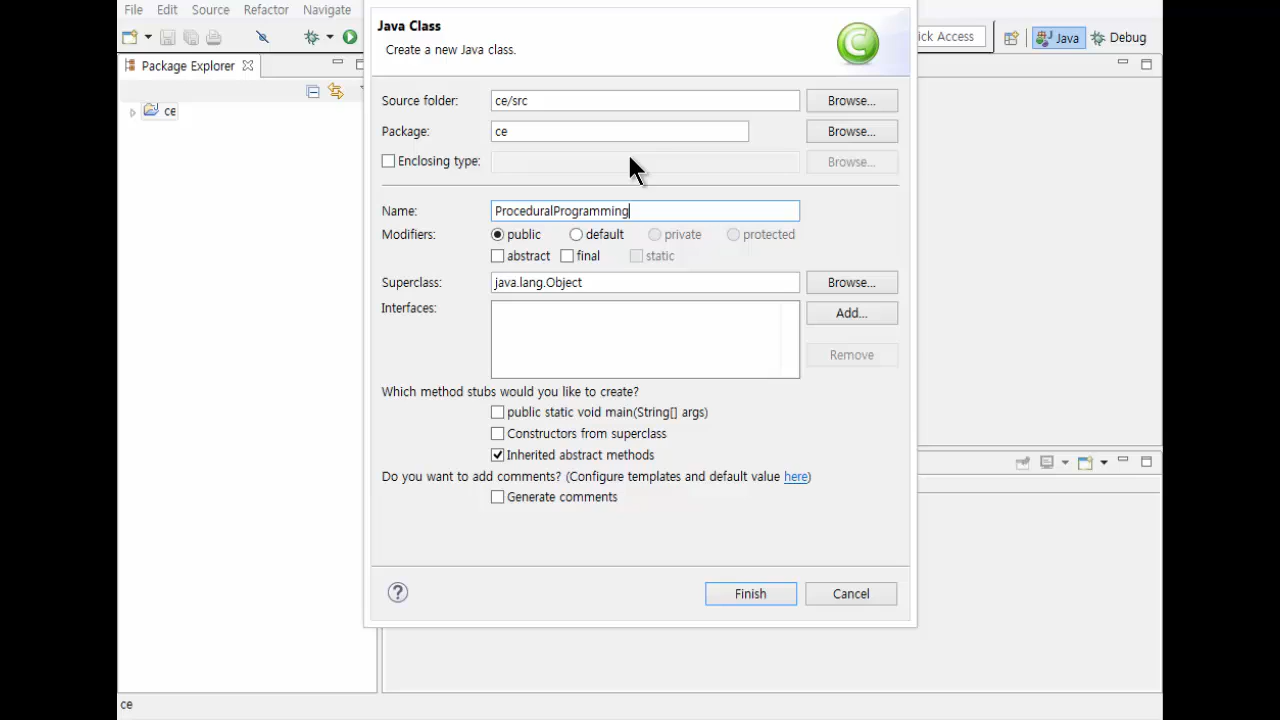 File Edit Source Refactor Navigate
Java Class
Create a new Java class.
ick Access
Java
Debug
Package Explorer
ce
Source folder: ce/src Browse...
Package: ce Browse...
Enclosing type: Browse...
Name: ProceduralProgramming
Modifiers: public default private protected
abstract final static
Superclass: java.lang.Object Browse...
Interfaces: Add...
Remove
Which method stubs would you like to create?
public static void main(String[] args)
Constructors from superclass
Inherited abstract methods
Do you want to add comments? (Configure templates and default value here)
Generate comments
? Finish Cancel
ce